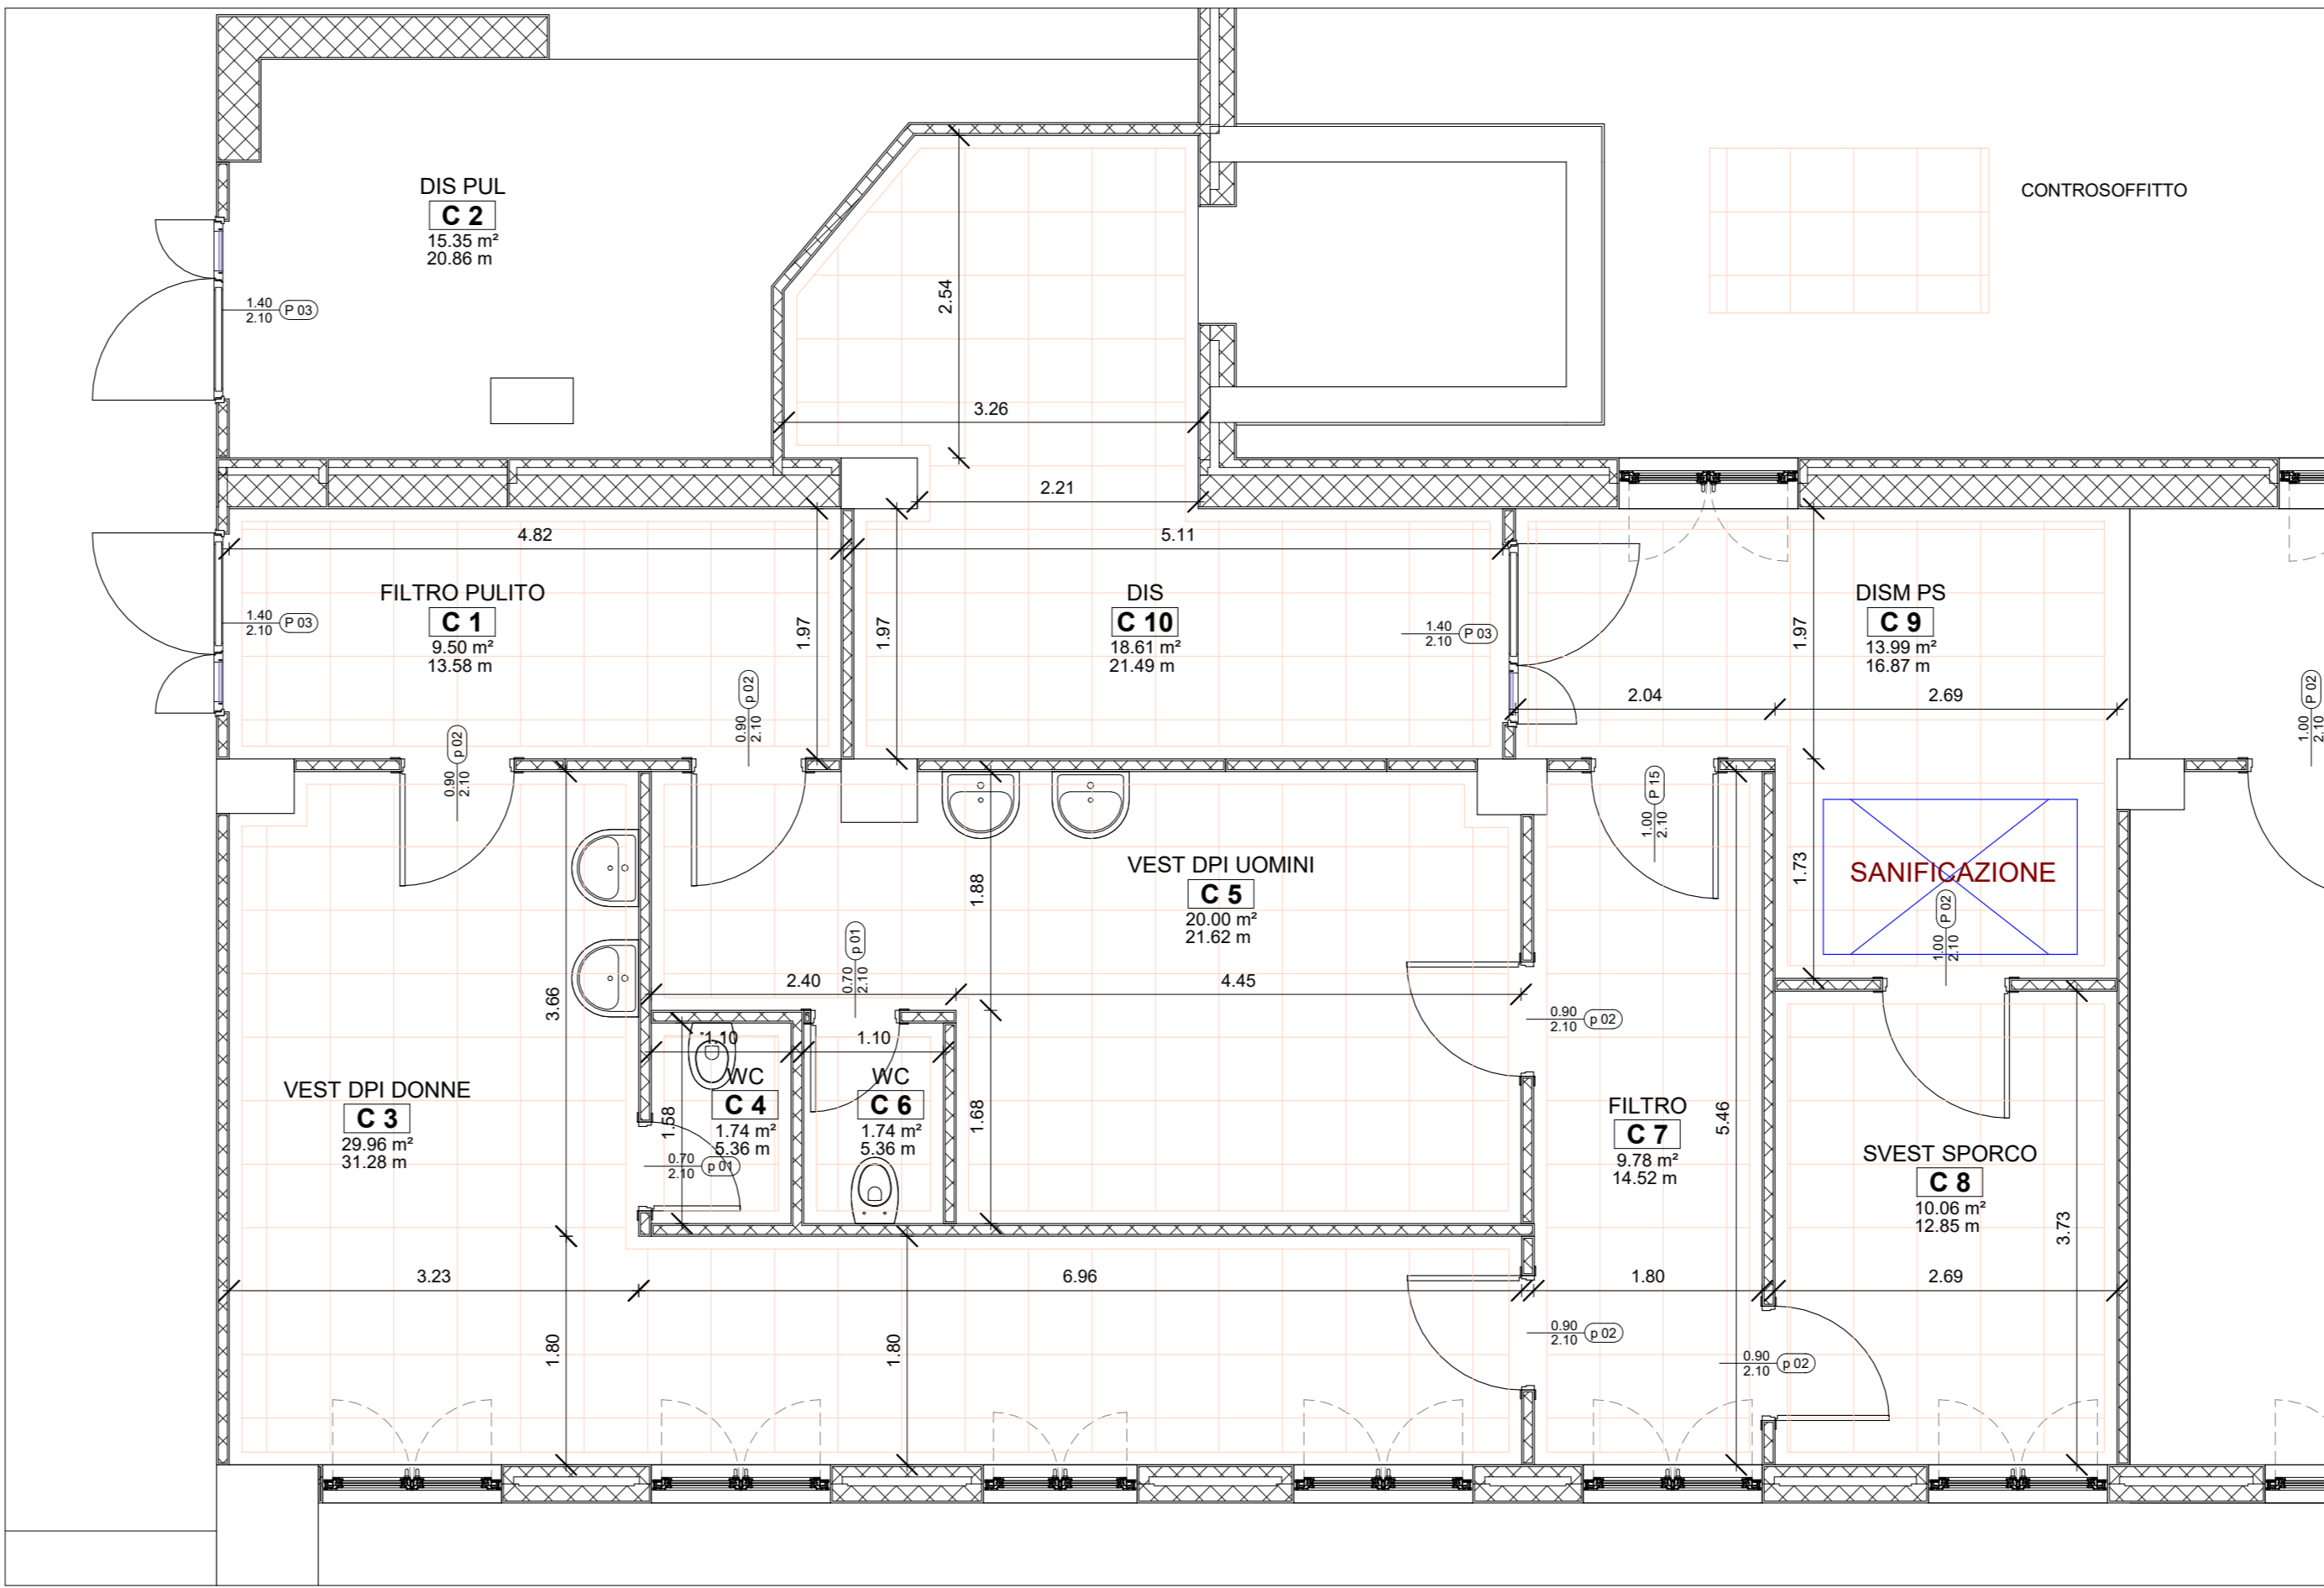 DIS PUL
C 2
15.35 m²
20.86 m
CONTROSOFFITTO
1.40
2.10
P 03
2.54
3.26
2.21
4.82
5.11
FILTRO PULITO
C 1
9.50 m²
13.58 m
1.40
2.10
P 03
1.97
1.97
DIS
C 10
18.61 m²
21.49 m
1.40
2.10
P 03
DISM PS
C 9
13.99 m²
16.87 m
1.97
2.04
2.69
p 02
0.90
2.10
p 02
0.90
2.10
P 02
1.00
2.10
P 15
1.00
2.10
1.73
SANIFICAZIONE
P 02
1.00
2.10
VEST DPI UOMINI
C 5
20.00 m²
21.62 m
1.88
p 01
0.70
2.10
2.40
4.45
3.66
0.90
2.10
p 02
1.10
1.10
VEST DPI DONNE
C 3
29.96 m²
31.28 m
WC
C 4
1.74 m²
5.36 m
1.58
0.70
2.10
p 01
WC
C 6
1.74 m²
5.36 m
1.68
FILTRO
C 7
9.78 m²
14.52 m
5.46
SVEST SPORCO
C 8
10.06 m²
12.85 m
3.73
3.23
6.96
1.80
2.69
1.80
1.80
0.90
2.10
p 02
0.90
2.10
p 02